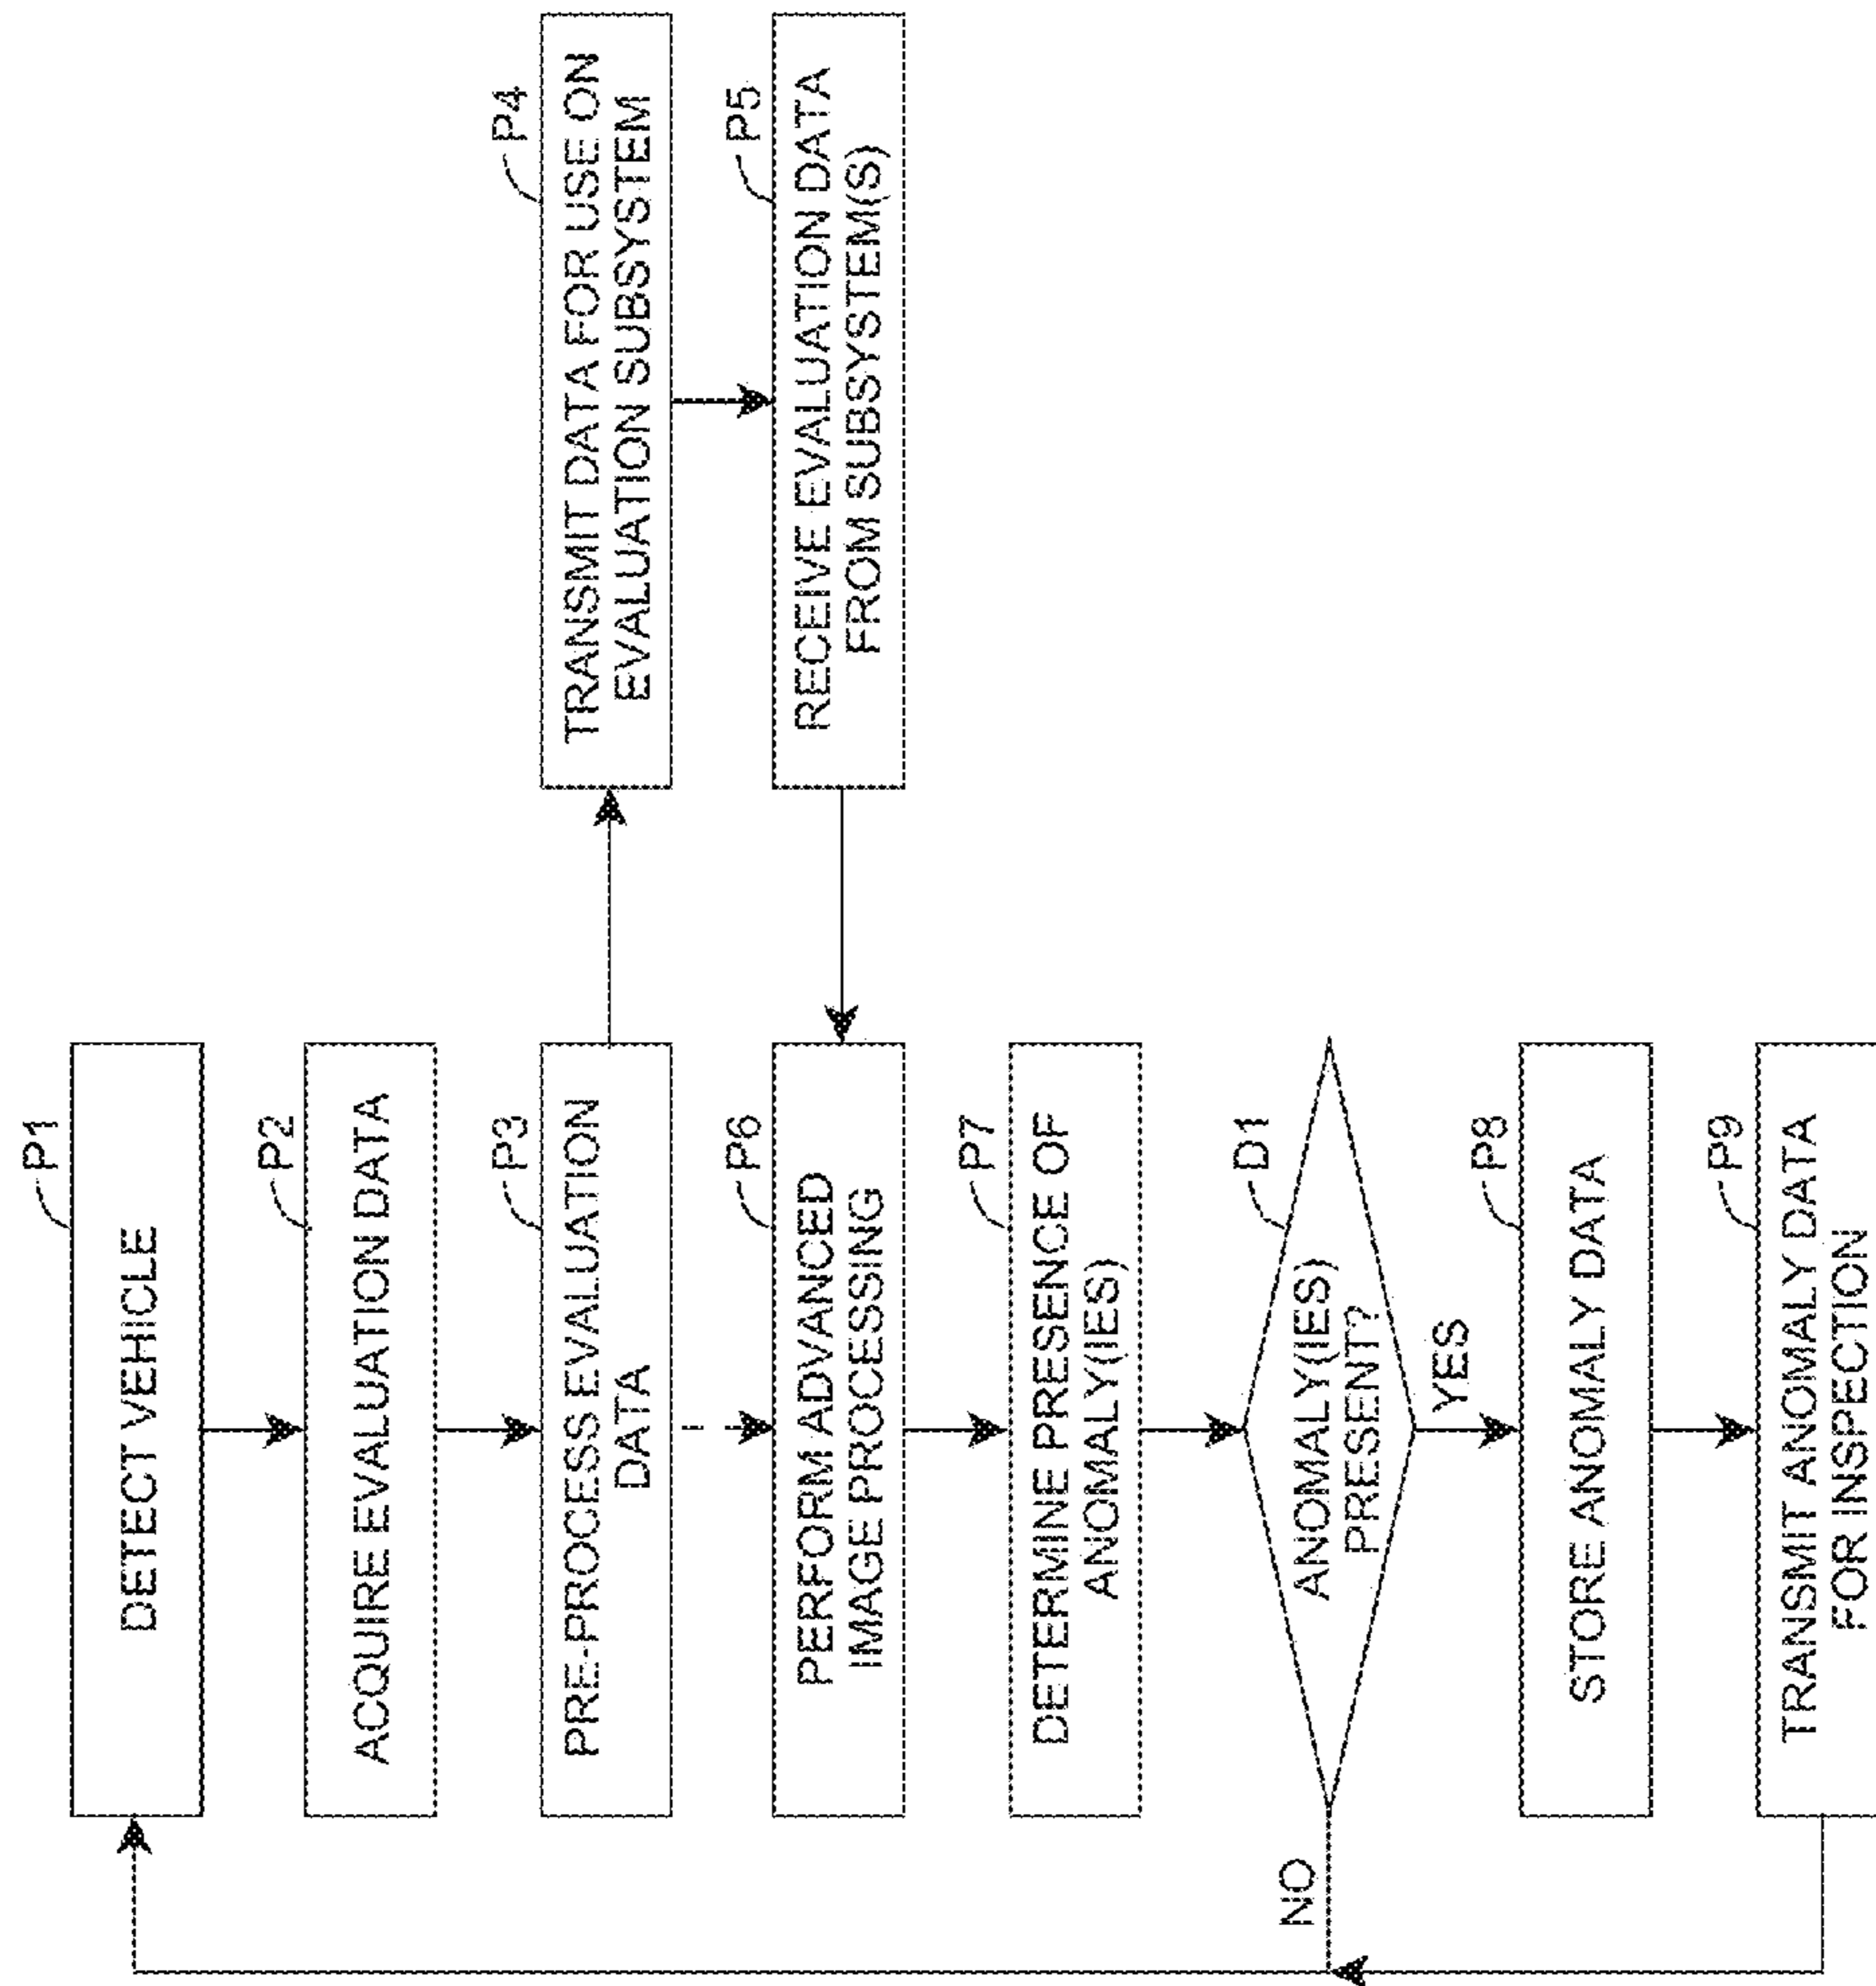 P1
DETECT VEHICLE
P2
ACQUIRE EVALUATION DATA
P3
PRE-PROCESS EVALUATION
DATA
P4
TRANSMIT DATA FOR USE ON
EVALUATION SUBSYSTEM
P5
RECEIVE EVALUATION DATA
FROM SUBSYSTEM(S)
P6
PERFORM ADVANCED
IMAGE PROCESSING
P7
DETERMINE PRESENCE OF
ANOMALY(IES)
D1
ANOMALY(IES)
PRESENT?
NO
YES
P8
STORE ANOMALY DATA
P9
TRANSMIT ANOMALY DATA
FOR INSPECTION